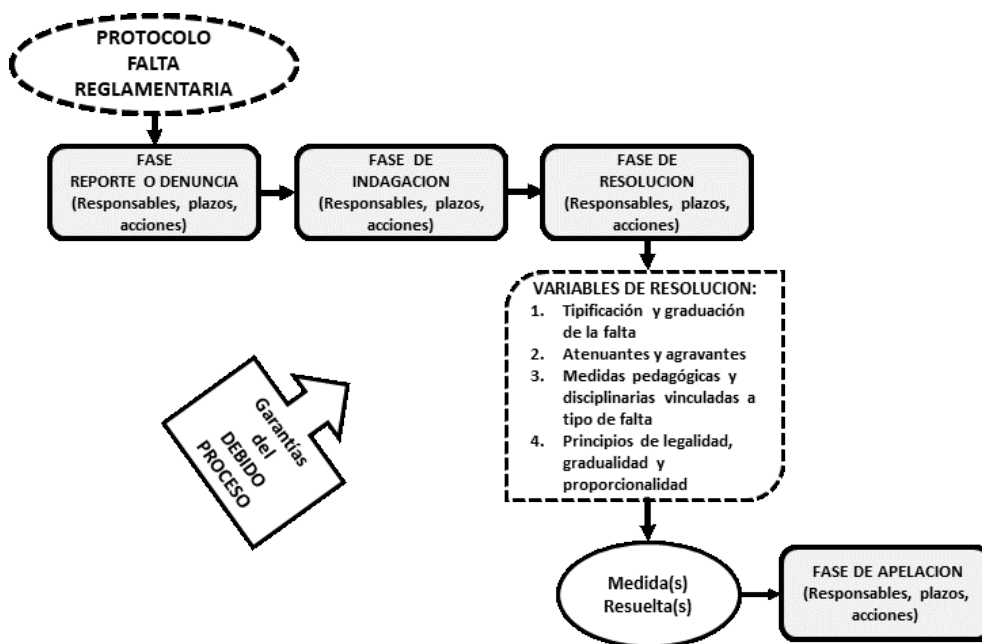 PROTOCOLO
FALTA
REGLAMENTARIA
FASE
REPORTE O DENUNCIA
(Responsables, plazos,
acciones)
FASE DE
INDAGACION
(Responsables, plazos,
acciones)
FASE DE
RESOLUCION
(Responsables, plazos,
acciones)
VARIABLES DE RESOLUCION:
1. Tipificación y graduación
de la falta
2. Atenuantes y agravantes
3. Medidas pedagógicas y
disciplinarias vinculadas a
tipo de falta
4. Principios de legalidad,
gradualidad y
proporcionalidad
Garantías
del
DEBIDO
PROCESO
Medida(s)
Resuelta(s)
FASE DE APELACION
(Responsables, plazos,
acciones)